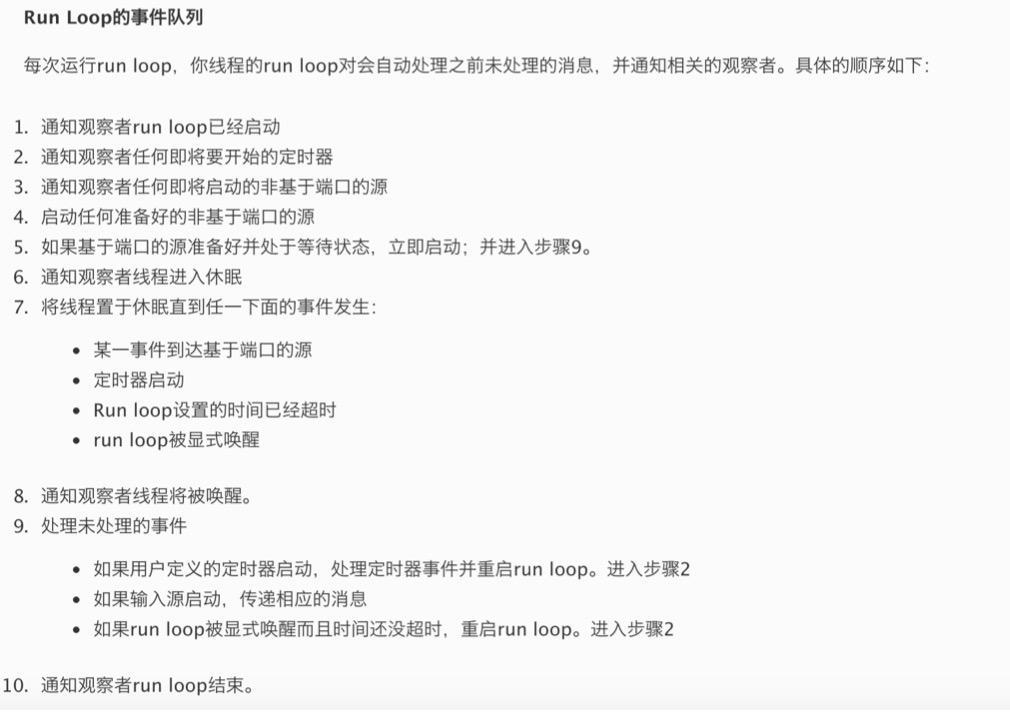 Run Loop的事件队列
每次运行run loop，你线程的run loop对会自动处理之前未处理的消息，并通知相关的观察者。具体的顺序如下：
1. 通知观察者run loop已经启动
2. 通知观察者任何即将要开始的定时器
3. 通知观察者任何即将启动的非基于端口的源
4. 启动任何准备好的非基于端口的源
5. 如果基于端口的源准备好并处于等待状态，立即启动；并进入步骤9。
6. 通知观察者线程进入休眠
7. 将线程置于休眠直到任一下面的事件发生：
• 某一事件到达基于端口的源
• 定时器启动
• Run loop设置的时间已经超时
• run loop被显式唤醒
8. 通知观察者线程将被唤醒。
9. 处理未处理的事件
• 如果用户定义的定时器启动，处理定时器事件并重启run loop。进入步骤2
• 如果输入源启动，传递相应的消息
• 如果run loop被显式唤醒而且时间还没超时，重启run loop。进入步骤2
10. 通知观察者run loop结束。